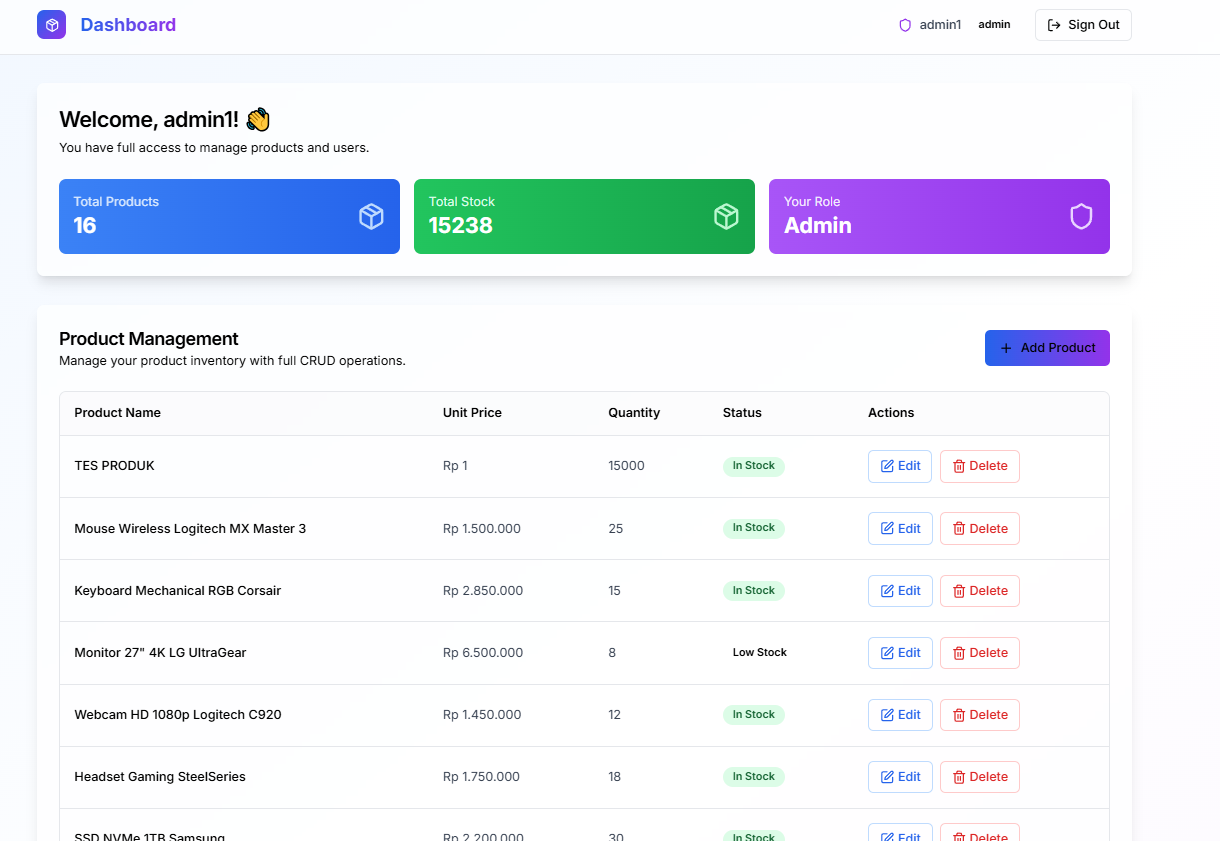 Dashboard
admin1 admin Sign Out
Welcome, admin1! 👋
You have full access to manage products and users.
Total Products
16
Total Stock
15238
Your Role
Admin
Product Management
Manage your product inventory with full CRUD operations.
+ Add Product
Product Name Unit Price Quantity Status Actions
TES PRODUK Rp 1 15000 In Stock Edit Delete
Mouse Wireless Logitech MX Master 3 Rp 1.500.000 25 In Stock Edit Delete
Keyboard Mechanical RGB Corsair Rp 2.850.000 15 In Stock Edit Delete
Monitor 27" 4K LG UltraGear Rp 6.500.000 8 Low Stock Edit Delete
Webcam HD 1080p Logitech C920 Rp 1.450.000 12 In Stock Edit Delete
Headset Gaming SteelSeries Rp 1.750.000 18 In Stock Edit Delete
SSD NVMe 1TB Samsung Rp 2.200.000 30 In Stock Edit Delete